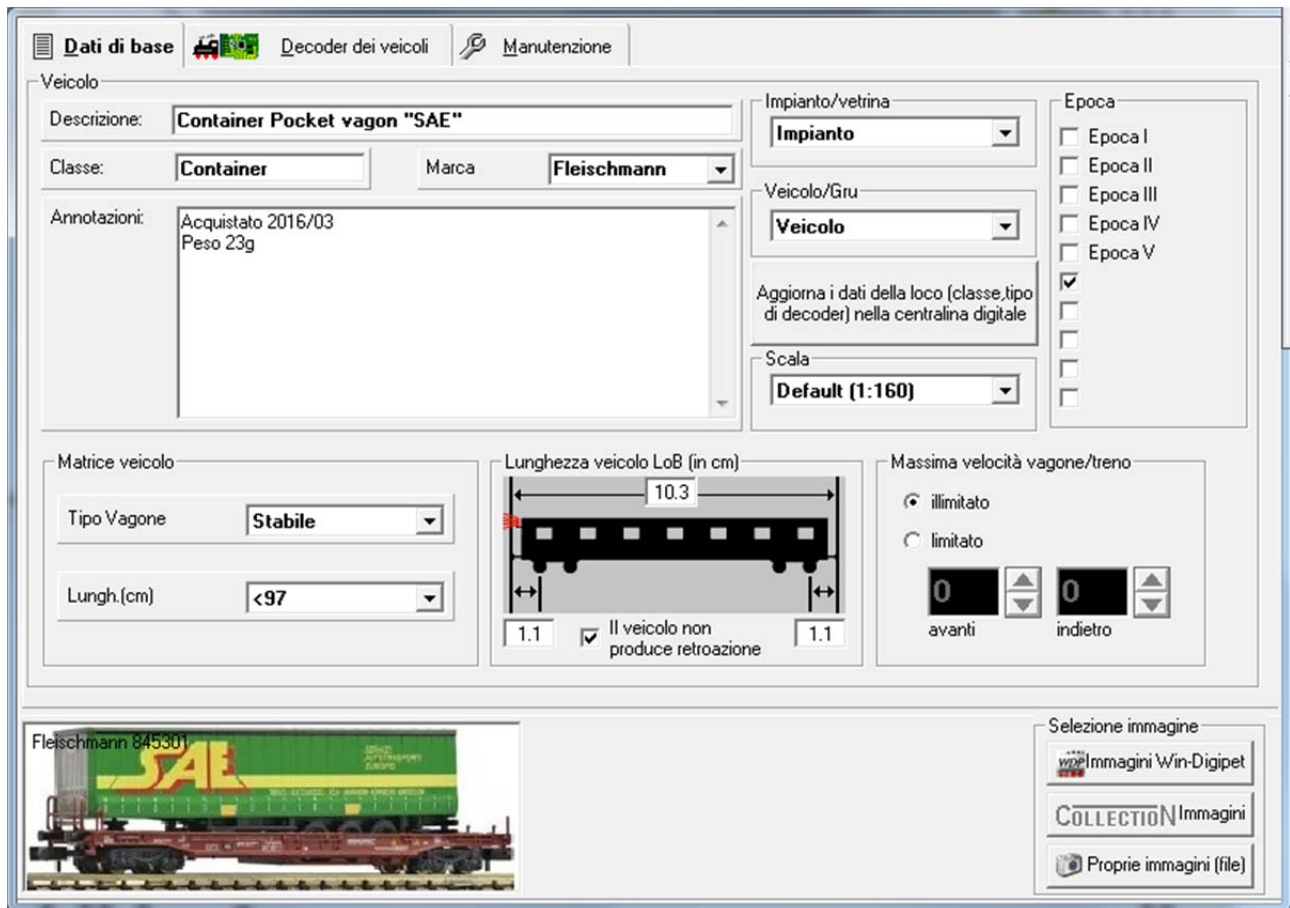 Dati di base
Decoder dei veicoli
Manutenzione
Veicolo
Descrizione:
Container Pocket vagon "SAE"
Classe:
Container
Marca
Fleischmann
Annotazioni:
Acquistato 2016/03
Peso 23g
Impianto/vetrina
Impianto
Veicolo/Gru
Veicolo
Aggiorna i dati della loco (classe,tipo
di decoder) nella centralina digitale
Scala
Default (1:160)
Epoca
Epoca I
Epoca II
Epoca III
Epoca IV
Epoca V
Matrice veicolo
Tipo Vagone
Stabile
Lungh.(cm)
<97
Lunghezza veicolo LoB (in cm)
10.3
1.1
Il veicolo non
produce retroazione
1.1
Massima velocità vagone/treno
illimitato
limitato
0
0
avanti
indietro
Fleischmann 845301
SAE
Selezione immagine
WDP Immagini Win-Digipet
COLLECTION Immagini
Proprie immagini (file)